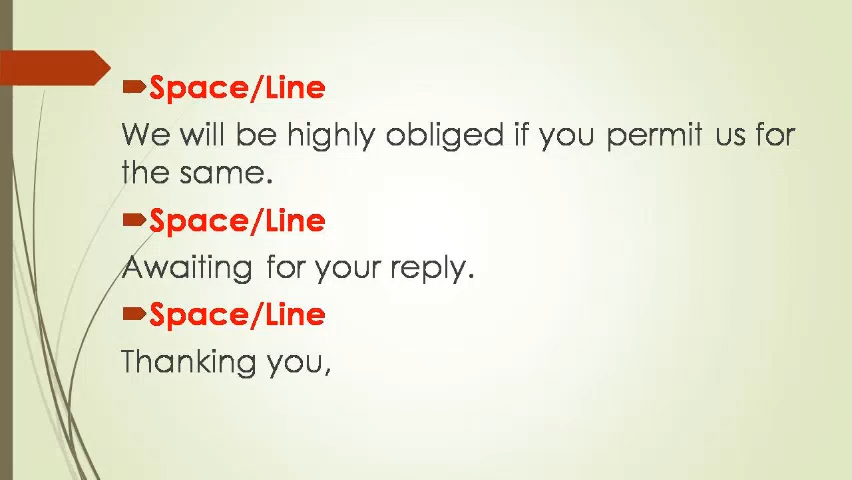 Space/Line
We will be highly obliged if you permit us for
the same.
Space/Line
Awaiting for your reply.
Space/Line
Thanking you,